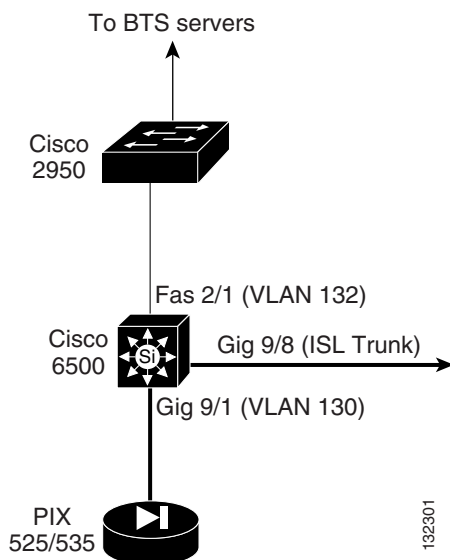 To BTS servers
Cisco
2950
Fas 2/1 (VLAN 132)
Cisco
6500
Si
Gig 9/8 (ISL Trunk)
Gig 9/1 (VLAN 130)
PIX
525/535
132301